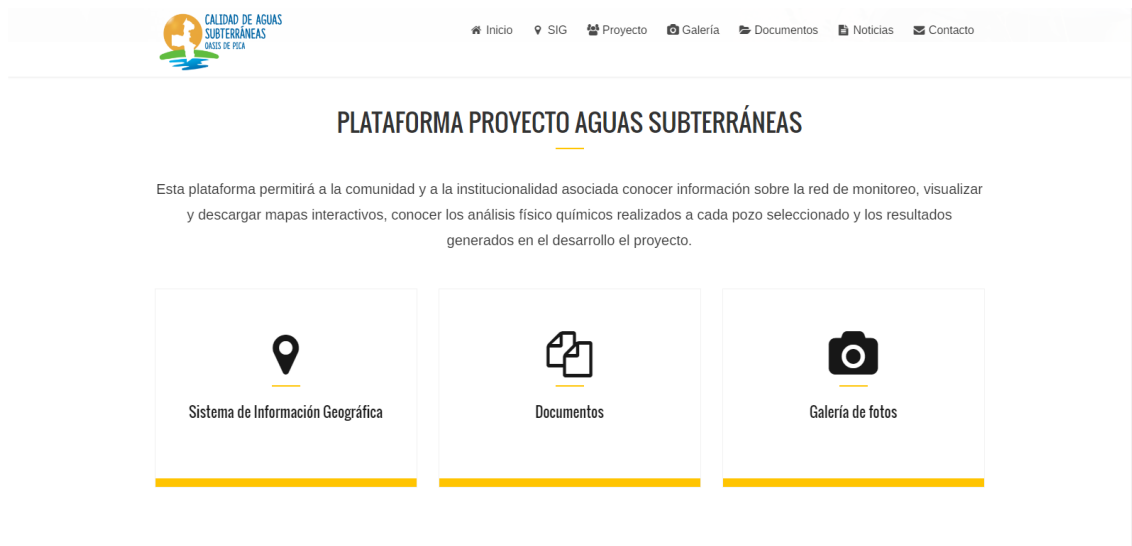 CALIDAD DE AGUAS
SUBTERRÁNEAS
OASIS DE PICA
Inicio SIG Proyecto Galería Documentos Noticias Contacto
PLATAFORMA PROYECTO AGUAS SUBTERRÁNEAS
Esta plataforma permitirá a la comunidad y a la institucionalidad asociada conocer información sobre la red de monitoreo, visualizar
y descargar mapas interactivos, conocer los análisis físico químicos realizados a cada pozo seleccionado y los resultados
generados en el desarrollo el proyecto.
Sistema de Información Geográfica
Documentos
Galería de fotos